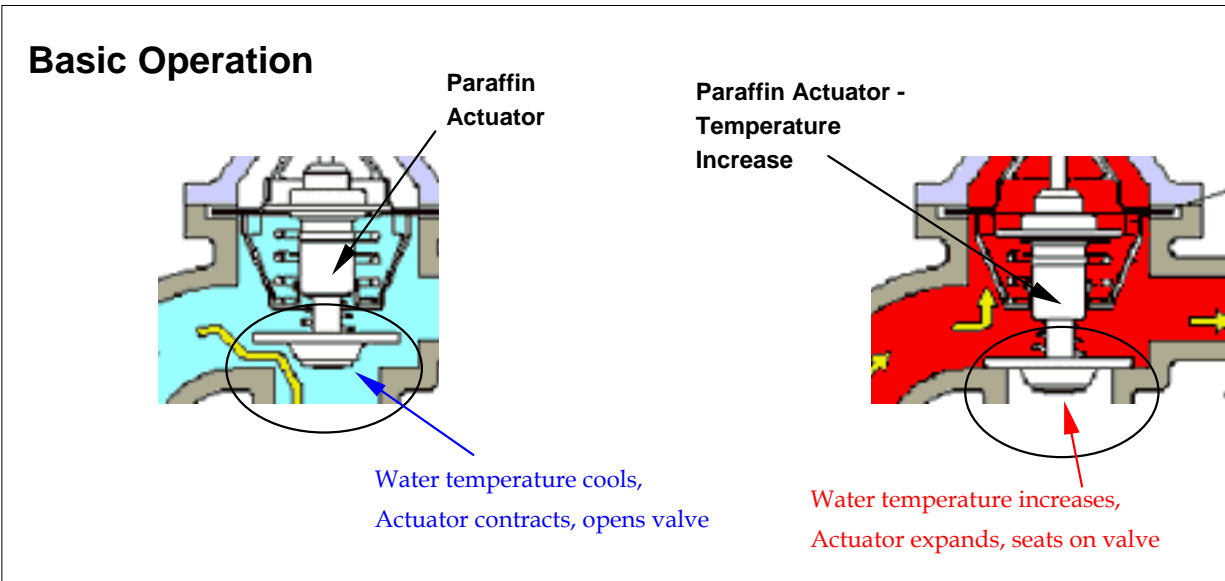 Basic Operation
Paraffin
Actuator
Paraffin Actuator -
Temperature
Increase
Water temperature cools,
Actuator contracts, opens valve
Water temperature increases,
Actuator expands, seats on valve